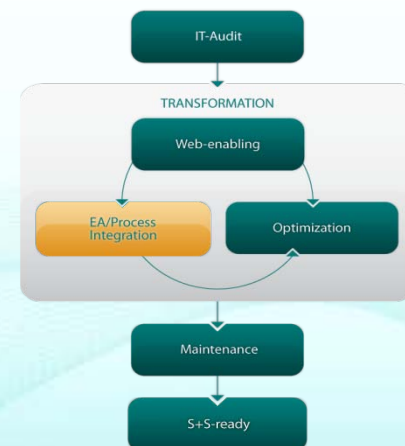 IT-Audit
TRANSFORMATION
Web-enabling
EA/Process
Integration
Optimization
Maintenance
S+S-ready